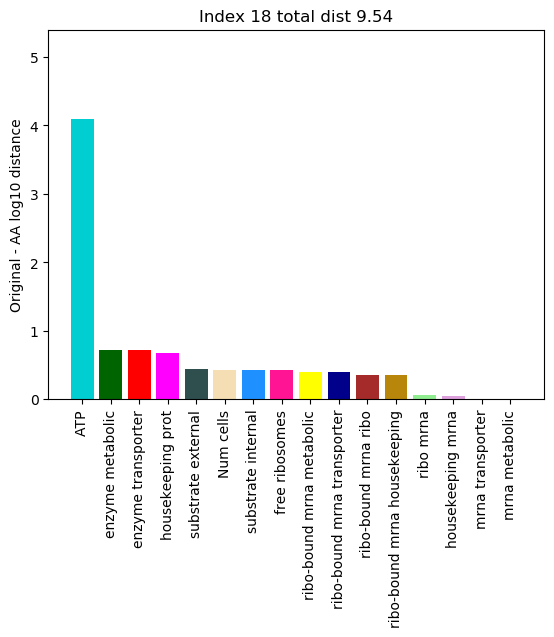 Index 18 total dist 9.54
Original - AA log10 distance
5
4
3
2
1
0
ATP
enzyme metabolic
enzyme transporter
housekeeping prot
substrate external
Num cells
substrate internal
free ribosomes
ribo-bound mrna metabolic
ribo-bound mrna transporter
ribo-bound mrna ribo
ribo-bound mrna housekeeping
ribo mrna
housekeeping mrna
mrna transporter
mrna metabolic